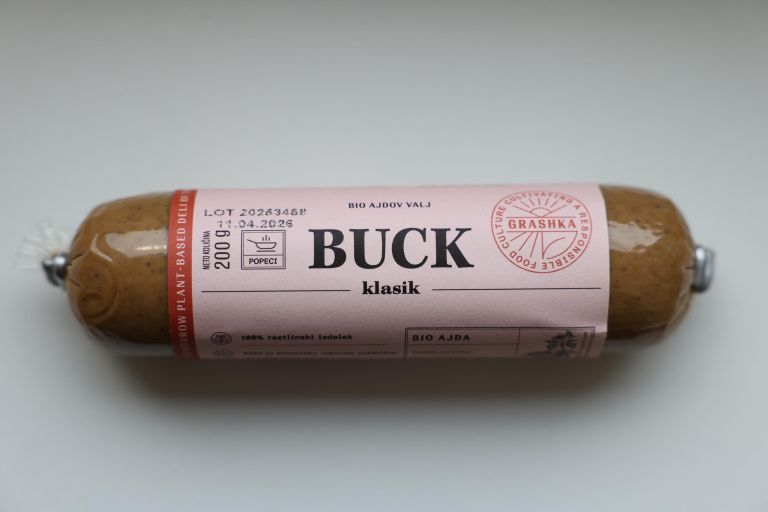 BIO AJDOV VALJ
LOT 20263468
11.04.2026
NETO KOLIČINA
200 g
POPECI
BUCK
klasik
GRASHKA
FOOD CULTURE CULTIVATING A RESPONSIBLE
PLANT-BASED DELI
100% rastlinski izdelek
BIO AJDA